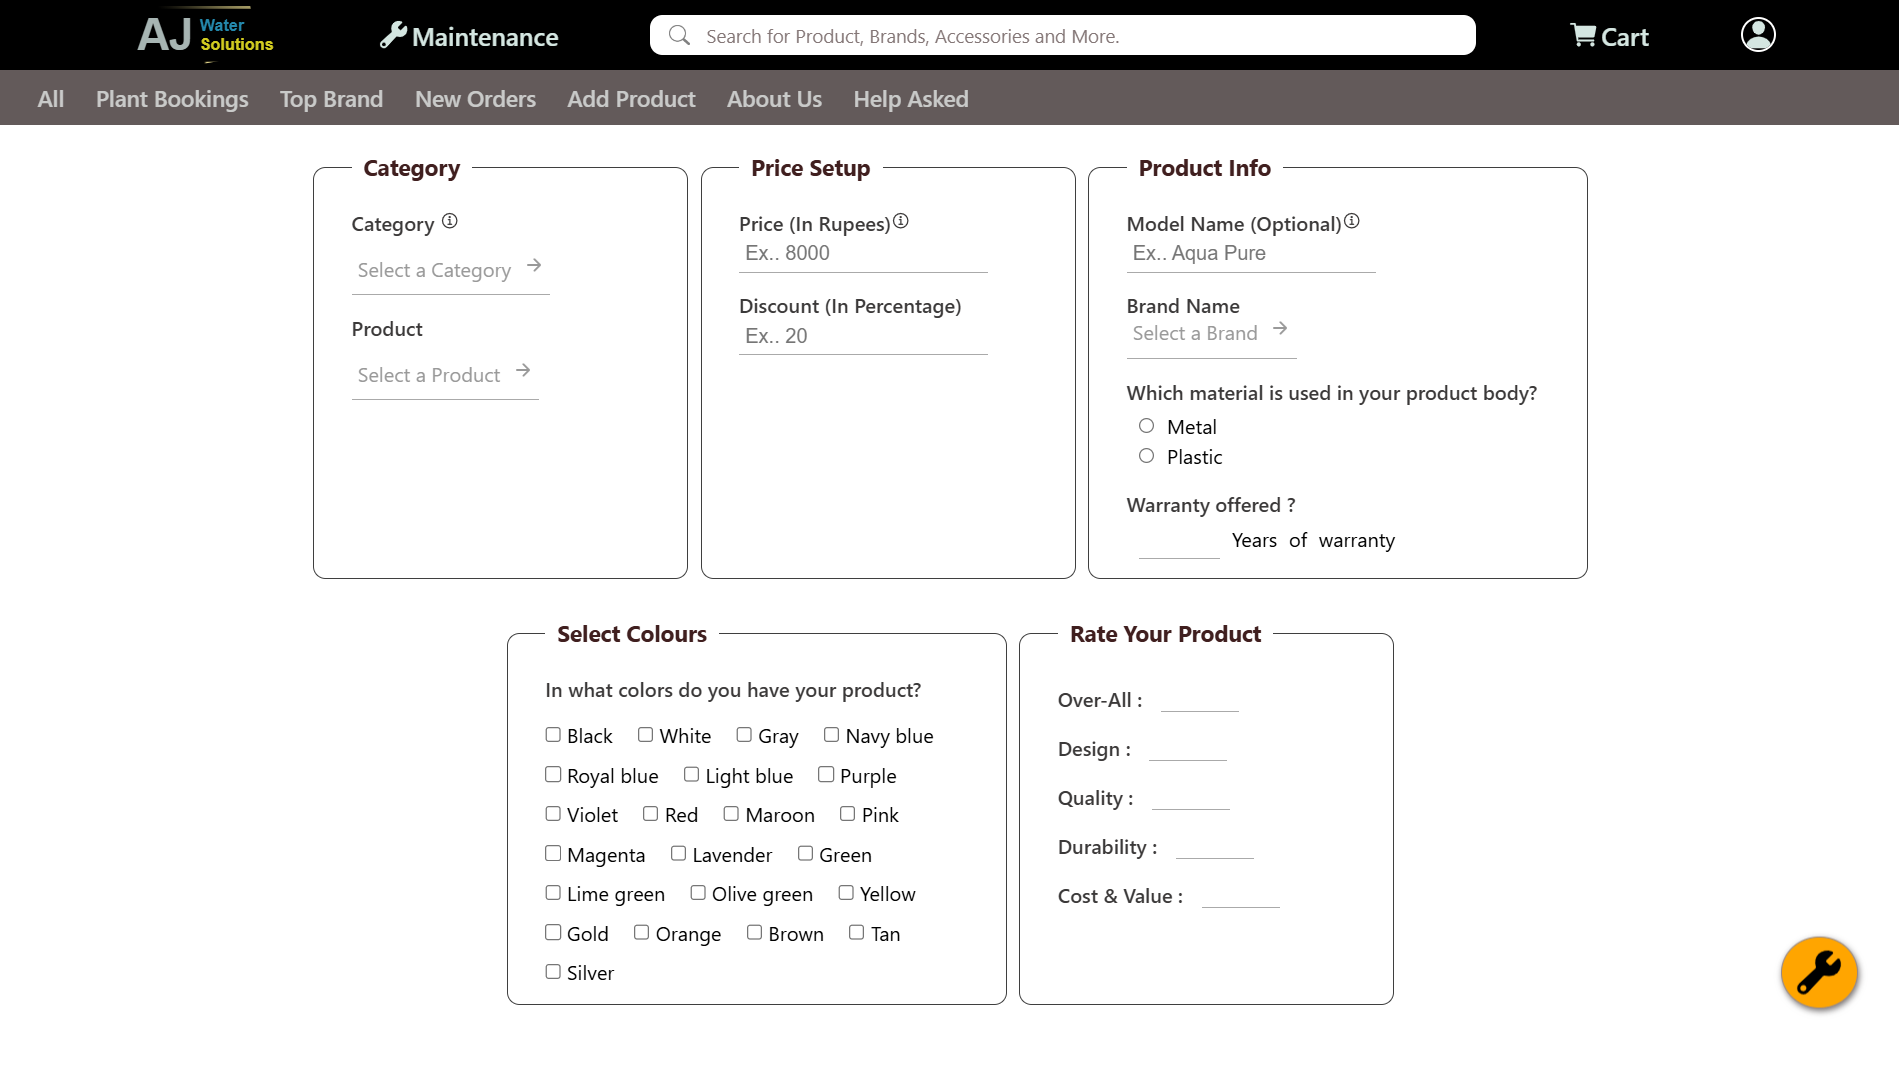 AJ Water Solutions
Maintenance
Search for Product, Brands, Accessories and More.
Cart
All Plant Bookings Top Brand New Orders Add Product About Us Help Asked
Category
Category
Select a Category
Product
Select a Product
Price Setup
Price (In Rupees)
Ex.. 8000
Discount (In Percentage)
Ex.. 20
Product Info
Model Name (Optional)
Ex.. Aqua Pure
Brand Name
Select a Brand
Which material is used in your product body?
Metal
Plastic
Warranty offered ?
Years of warranty
Select Colours
In what colors do you have your product?
Black White Gray Navy blue
Royal blue Light blue Purple
Violet Red Maroon Pink
Magenta Lavender Green
Lime green Olive green Yellow
Gold Orange Brown Tan
Silver
Rate Your Product
Over-All :
Design :
Quality :
Durability :
Cost & Value :